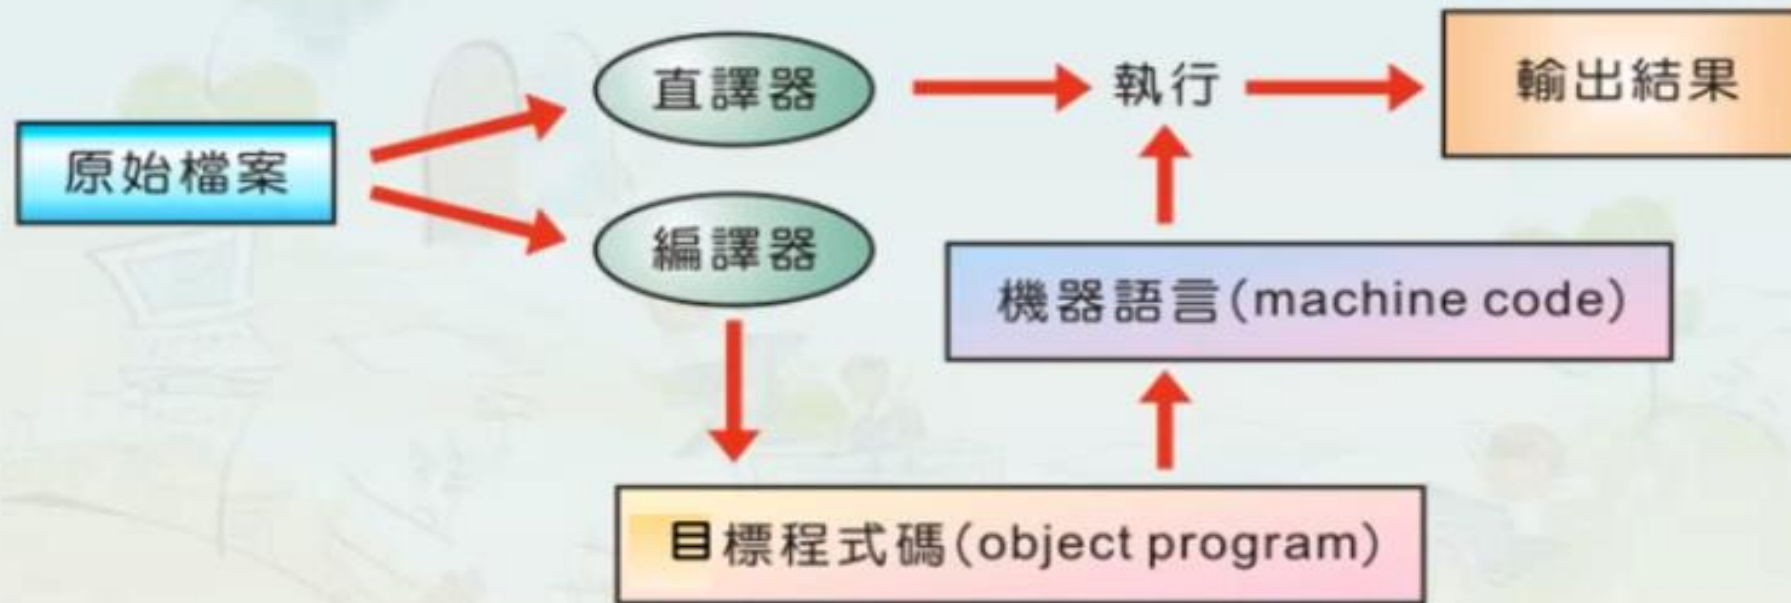 原始檔案
直譯器
執行
輸出結果
編譯器
機器語言(machine code)
目標程式碼(object program)